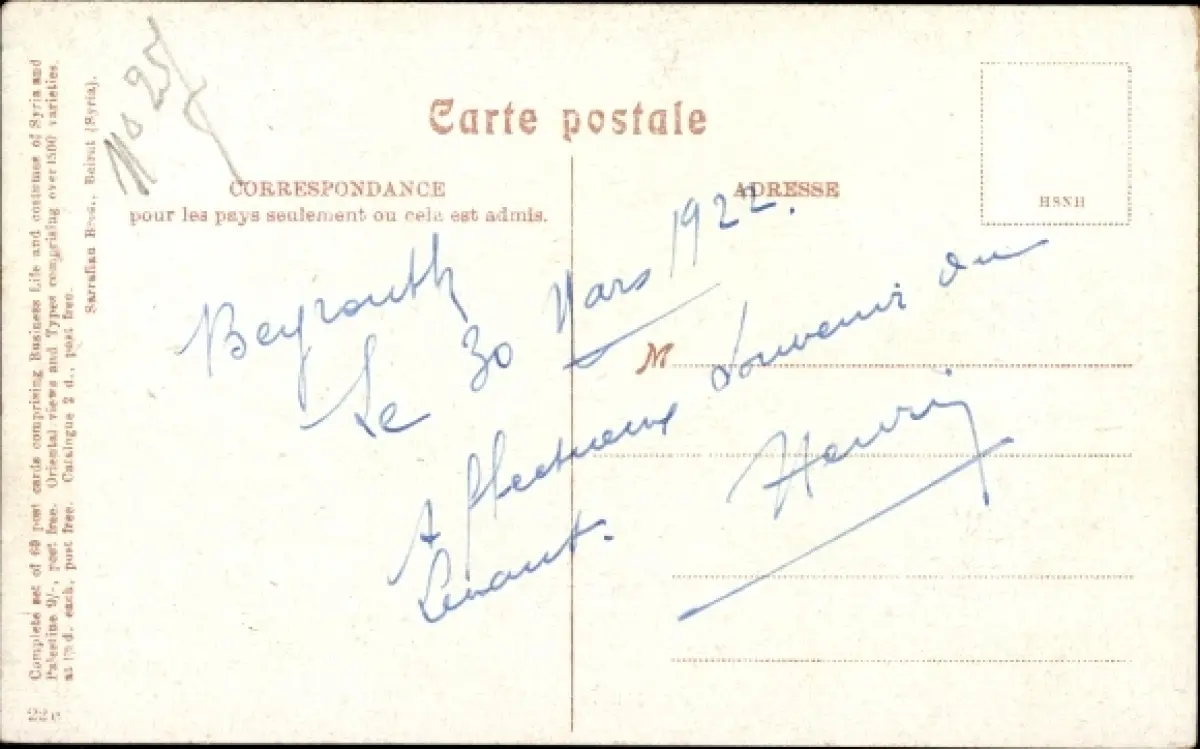 No 25
Carte postale
CORRESPONDANCE
pour les pays seulement ou cela est admis.
ADRESSE
HSNH
Beyrouth
Le 30 Mars 1922.
M
Affectueux Souvenir du
Levant.
Henri
Complete set of 60 post cards comprising Business Life and costumes of Syria and
Palestine 9/-, post free. Oriental views and Types comprising over 1500 varieties.
at 1½d. each, post free. Catalogue 2 d., post free.
Sarrafian Bros., Beirut (Syria).